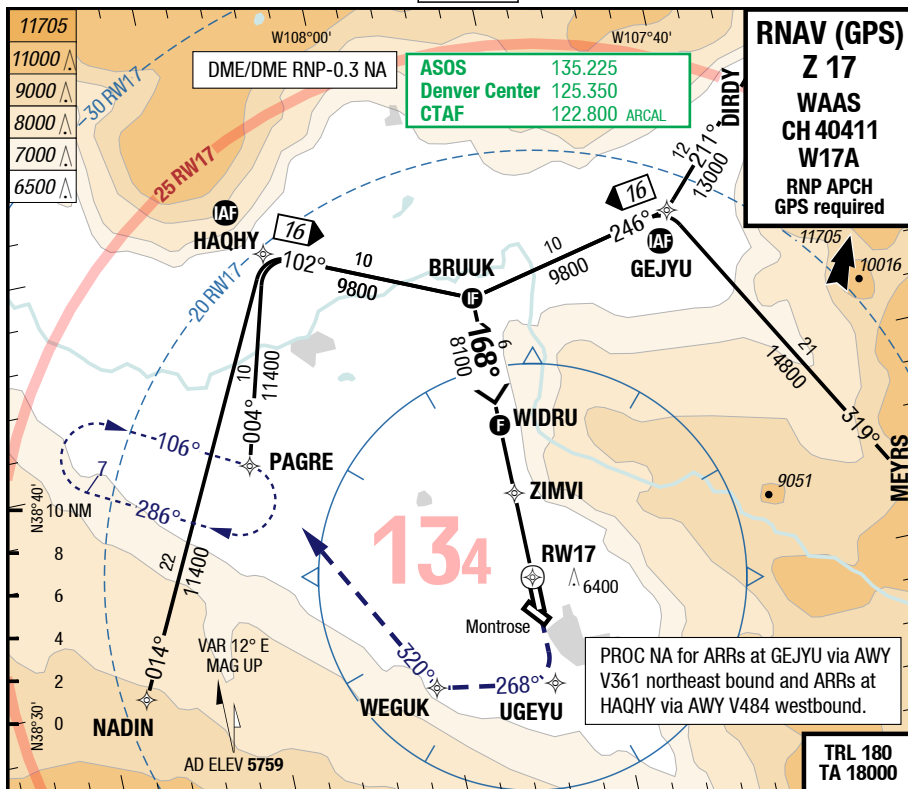 11705
11000
9000
8000
7000
6500
W108°00'
W107°40'
DME/DME RNP-0.3 NA
ASOS 135.225
Denver Center 125.350
CTAF 122.800 ARCAL
RNAV (GPS)
Z 17
WAAS
CH 40411
W17A
RNP APCH
GPS required
30 RW17
25 RW17
20 RW17
DIRDY
211°
12
13000
IAF
HAQHY
16
102°
10
9800
BRUUK
IF
10
9800
246°
16
IAF
GEJYU
11705
10016
21
14800
319°
MEYRS
9051
168°
6
8100
F
WIDRU
ZIMVI
RW17
6400
Montrose
134
10
11400
004°
PAGRE
106°
7
286°
22
11400
014°
NADIN
N38°40'
10 NM
8
6
4
2
0
N38°30'
VAR 12° E
MAG UP
AD ELEV 5759
320°
WEGUK
268°
UGEYU
PROC NA for ARRs at GEJYU via AWY
V361 northeast bound and ARRs at
HAQHY via AWY V484 westbound.
TRL 180
TA 18000